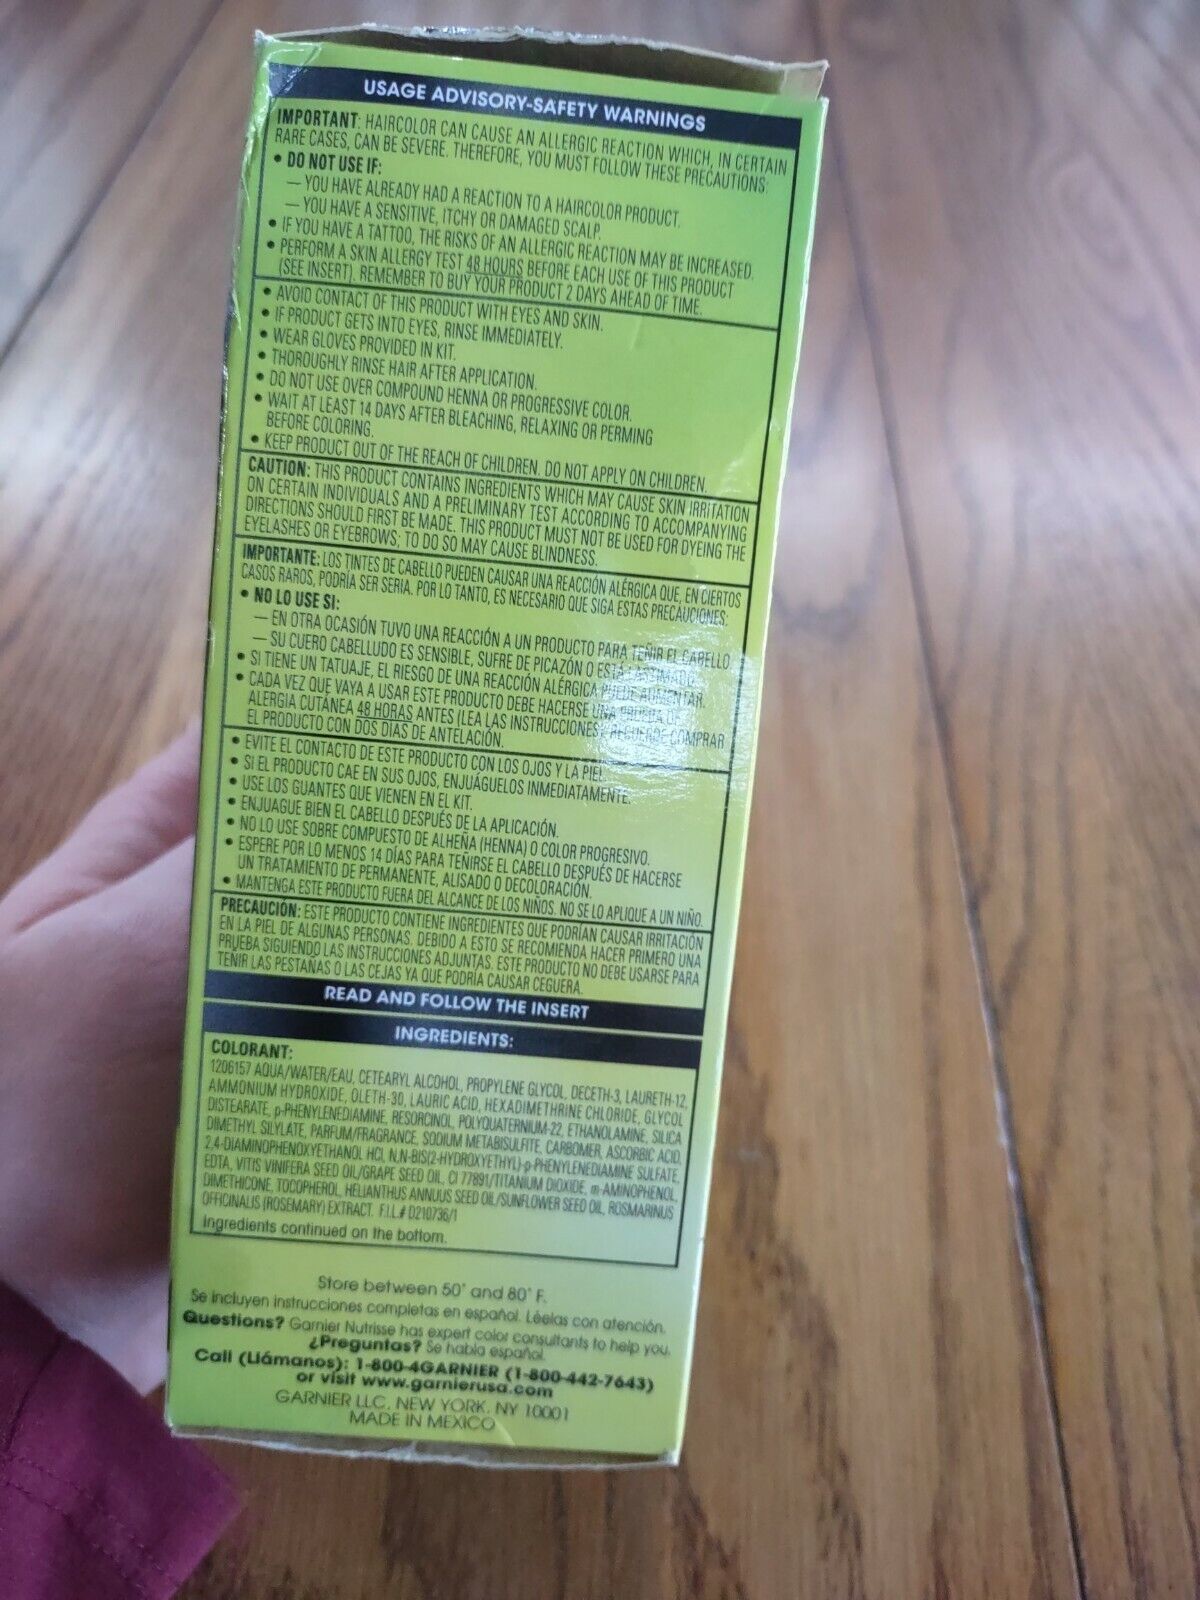 USAGE ADVISORY-SAFETY WARNINGS
IMPORTANT: HAIRCOLOR CAN CAUSE AN ALLERGIC REACTION WHICH, IN CERTAIN
RARE CASES, CAN BE SEVERE. THEREFORE, YOU MUST FOLLOW THESE PRECAUTIONS:
• DO NOT USE IF:
— YOU HAVE ALREADY HAD A REACTION TO A HAIRCOLOR PRODUCT.
— YOU HAVE A SENSITIVE, ITCHY OR DAMAGED SCALP.
• IF YOU HAVE A TATTOO, THE RISKS OF AN ALLERGIC REACTION MAY BE INCREASED.
• PERFORM A SKIN ALLERGY TEST 48 HOURS BEFORE EACH USE OF THIS PRODUCT
(SEE INSERT). REMEMBER TO BUY YOUR PRODUCT 2 DAYS AHEAD OF TIME.
• AVOID CONTACT OF THIS PRODUCT WITH EYES AND SKIN.
• IF PRODUCT GETS INTO EYES, RINSE IMMEDIATELY.
• WEAR GLOVES PROVIDED IN KIT.
• THOROUGHLY RINSE HAIR AFTER APPLICATION.
• DO NOT USE OVER COMPOUND HENNA OR PROGRESSIVE COLOR.
• WAIT AT LEAST 14 DAYS AFTER BLEACHING, RELAXING OR PERMING
BEFORE COLORING.
• KEEP PRODUCT OUT OF THE REACH OF CHILDREN. DO NOT APPLY ON CHILDREN.
CAUTION: THIS PRODUCT CONTAINS INGREDIENTS WHICH MAY CAUSE SKIN IRRITATION
ON CERTAIN INDIVIDUALS AND A PRELIMINARY TEST ACCORDING TO ACCOMPANYING
DIRECTIONS SHOULD FIRST BE MADE. THIS PRODUCT MUST NOT BE USED FOR DYEING THE
EYELASHES OR EYEBROWS; TO DO SO MAY CAUSE BLINDNESS.
IMPORTANTE: LOS TINTES DE CABELLO PUEDEN CAUSAR UNA REACCIÓN ALÉRGICA QUE, EN CIERTOS
CASOS RAROS, PODRÍA SER SERIA. POR LO TANTO, ES NECESARIO QUE SIGA ESTAS PRECAUCIONES:
• NO LO USE SI:
— EN OTRA OCASIÓN TUVO UNA REACCIÓN A UN PRODUCTO PARA TEÑIR EL CABELLO.
— SU CUERO CABELLUDO ES SENSIBLE, SUFRE DE PICAZÓN O ESTÁ LASTIMADO.
• SI TIENE UN TATUAJE, EL RIESGO DE UNA REACCIÓN ALÉRGICA PUEDE AUMENTAR.
• CADA VEZ QUE VAYA A USAR ESTE PRODUCTO DEBE HACERSE UNA PRUEBA DE
ALERGIA CUTÁNEA 48 HORAS ANTES (LEA LAS INSTRUCCIONES). RECUERDE COMPRAR
EL PRODUCTO CON DOS DÍAS DE ANTELACIÓN.
• EVITE EL CONTACTO DE ESTE PRODUCTO CON LOS OJOS Y LA PIEL.
• SI EL PRODUCTO CAE EN SUS OJOS, ENJUÁGUELOS INMEDIATAMENTE.
• USE LOS GUANTES QUE VIENEN EN EL KIT.
• ENJUAGUE BIEN EL CABELLO DESPUÉS DE LA APLICACIÓN.
• NO LO USE SOBRE COMPUESTO DE ALHEÑA (HENNA) O COLOR PROGRESIVO.
• ESPERE POR LO MENOS 14 DÍAS PARA TEÑIRSE EL CABELLO DESPUÉS DE HACERSE
UN TRATAMIENTO DE PERMANENTE, ALISADO O DECOLORACIÓN.
• MANTENGA ESTE PRODUCTO FUERA DEL ALCANCE DE LOS NIÑOS. NO SE LO APLIQUE A UN NIÑO.
PRECAUCIÓN: ESTE PRODUCTO CONTIENE INGREDIENTES QUE PODRÍAN CAUSAR IRRITACIÓN
EN LA PIEL DE ALGUNAS PERSONAS. DEBIDO A ESTO SE RECOMIENDA HACER PRIMERO UNA
PRUEBA SIGUIENDO LAS INSTRUCCIONES ADJUNTAS. ESTE PRODUCTO NO DEBE USARSE PARA
TEÑIR LAS PESTAÑAS O LAS CEJAS YA QUE PODRÍA CAUSAR CEGUERA.
READ AND FOLLOW THE INSERT
INGREDIENTS:
COLORANT:
1206157 AQUA/WATER/EAU, CETEARYL ALCOHOL, PROPYLENE GLYCOL, DECETH-3, LAURETH-12,
AMMONIUM HYDROXIDE, OLETH-30, LAURIC ACID, HEXADIMETHRINE CHLORIDE, GLYCOL
DISTEARATE, p-PHENYLENEDIAMINE, RESORCINOL, POLYQUATERNIUM-22, ETHANOLAMINE, SILICA
DIMETHYL SILYLATE, PARFUM/FRAGRANCE, SODIUM METABISULFITE, CARBOMER, ASCORBIC ACID,
2,4-DIAMINOPHENOXYETHANOL HCl, N,N-BIS(2-HYDROXYETHYL)-p-PHENYLENEDIAMINE SULFATE,
EDTA, VITIS VINIFERA SEED OIL/GRAPE SEED OIL, CI 77891/TITANIUM DIOXIDE, m-AMINOPHENOL,
DIMETHICONE, TOCOPHEROL, HELIANTHUS ANNUUS SEED OIL/SUNFLOWER SEED OIL, ROSMARINUS
OFFICINALIS (ROSEMARY) EXTRACT. F.I.L.# D210736/1
Ingredients continued on the bottom.
Store between 50° and 80° F.
Se incluyen instrucciones completas en español. Léelas con atención.
Questions? Garnier Nutrisse has expert color consultants to help you.
¿Preguntas? Se habla español.
Call (Llámanos): 1-800-4GARNIER (1-800-442-7643)
or visit www.garnierusa.com
GARNIER LLC, NEW YORK, NY 10001
MADE IN MEXICO